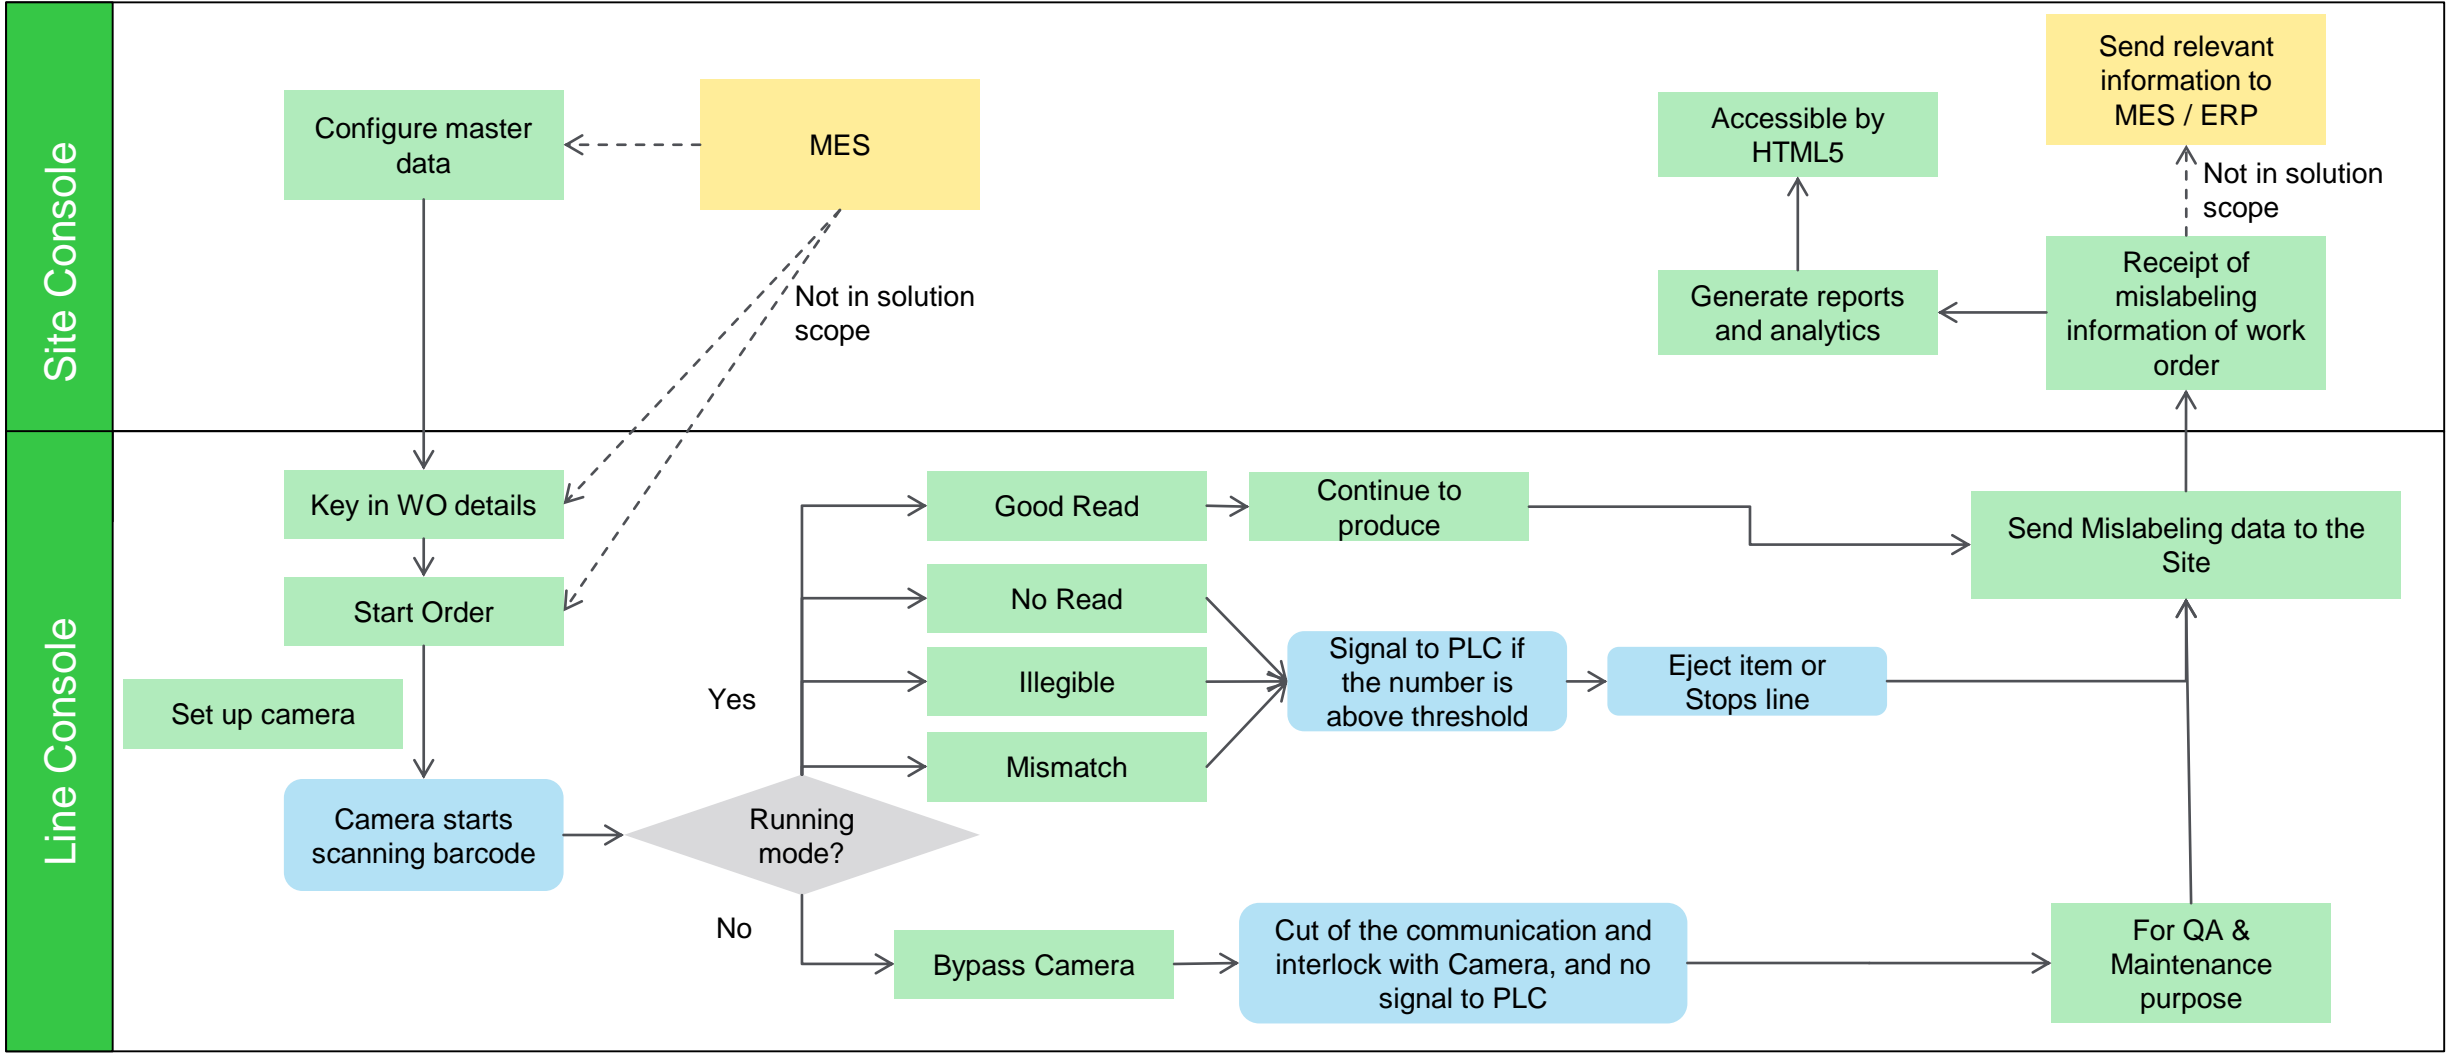 Site Console
Configure master
data
MES
Not in solution
scope
Accessible by
HTML5
Send relevant
information to
MES / ERP
Not in solution
scope
Generate reports
and analytics
Receipt of
mislabeling
information of work
order
Line Console
Key in WO details
Start Order
Set up camera
Camera starts
scanning barcode
Running
mode?
Yes
No
Good Read
Continue to
produce
No Read
Illegible
Mismatch
Signal to PLC if
the number is
above threshold
Eject item or
Stops line
Send Mislabeling data to the
Site
Bypass Camera
Cut of the communication and
interlock with Camera, and no
signal to PLC
For QA &
Maintenance
purpose